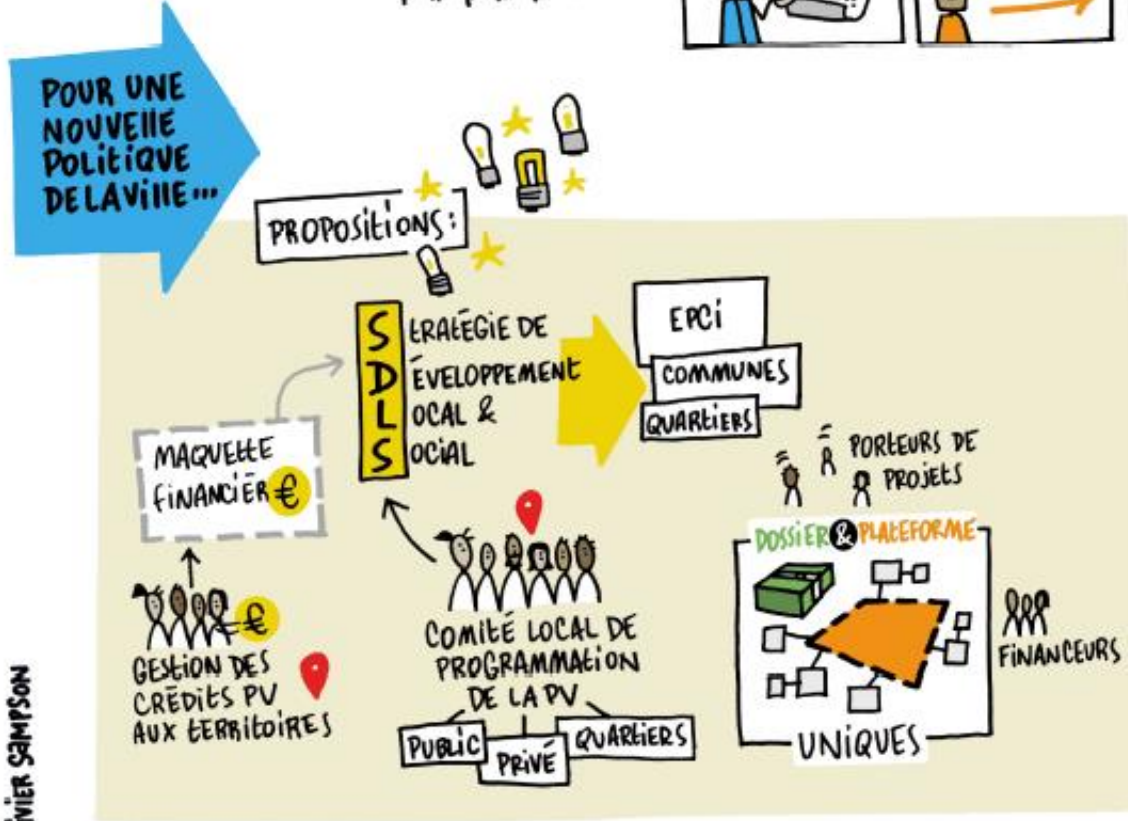 POUR UNE
NOUVELLE
POLITIQUE
DE LA VILLE...
PROPOSITIONS:
STRATÉGIE DE
DÉVELOPPEMENT
LOCAL &
SOCIAL
EPCI
COMMUNES
QUARTIERS
MAQUETTE
FINANCIÈR€
PORTEURS DE
PROJETS
DOSSIER & PLATEFORME
UNIQUES
FINANCEURS
€
GESTION DES
CRÉDITS PV
AUX TERRITOIRES
COMITÉ LOCAL DE
PROGRAMMATION
DE LA PV
PUBLIC
PRIVÉ
QUARTIERS
SAMPSON